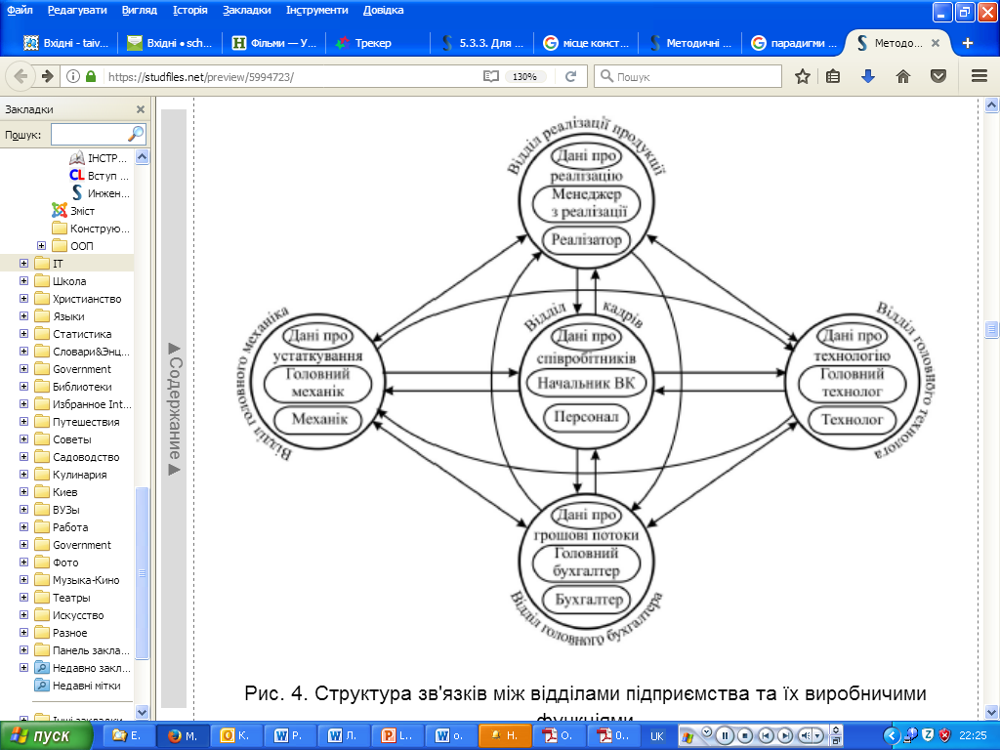 Файл Редагувати Вигляд Історія Закладки Інструменти Довідка
Вхідні - taiv... Вхідні • sch... Фільми — У... Трекер 5.3.3. Для ... місце конст... Методичні ... парадигми ... Методо...
https://studfiles.net/preview/5994723/ 130% Пошук
Закладки
Пошук:
ІНСТР...
Вступ ...
Инжен...
Зміст
Конструю...
ООП
IT
Школа
Христианство
Языки
Статистика
Словари&Энц...
Government
Библиотеки
Избранное Int...
Путешествия
Советы
Садоводство
Кулинария
Киев
ВУЗы
Работа
Government
Фото
Музыка-Кино
Театры
Искусство
Разное
Панель закла...
Недавно закл...
Недавні мітки
Інші закладки
Содержание
Відділ реалізації продукції
Дані про
реалізацію
Менеджер
з реалізації
Реалізатор
Відділ головного механіка
Дані про
устаткування
Головний
механік
Механік
Відділ кадрів
Дані про
співробітників
Начальник ВК
Персонал
Відділ головного технолога
Дані про
технологію
Головний
технолог
Технолог
Дані про
грошові потоки
Головний
бухгалтер
Бухгалтер
Відділ головного бухгалтера
Рис. 4. Структура зв'язків між відділами підприємства та їх виробничими
функціями
пуск E. M. K. P. Л. L.. o. Н. O. 0.. UK 22:25